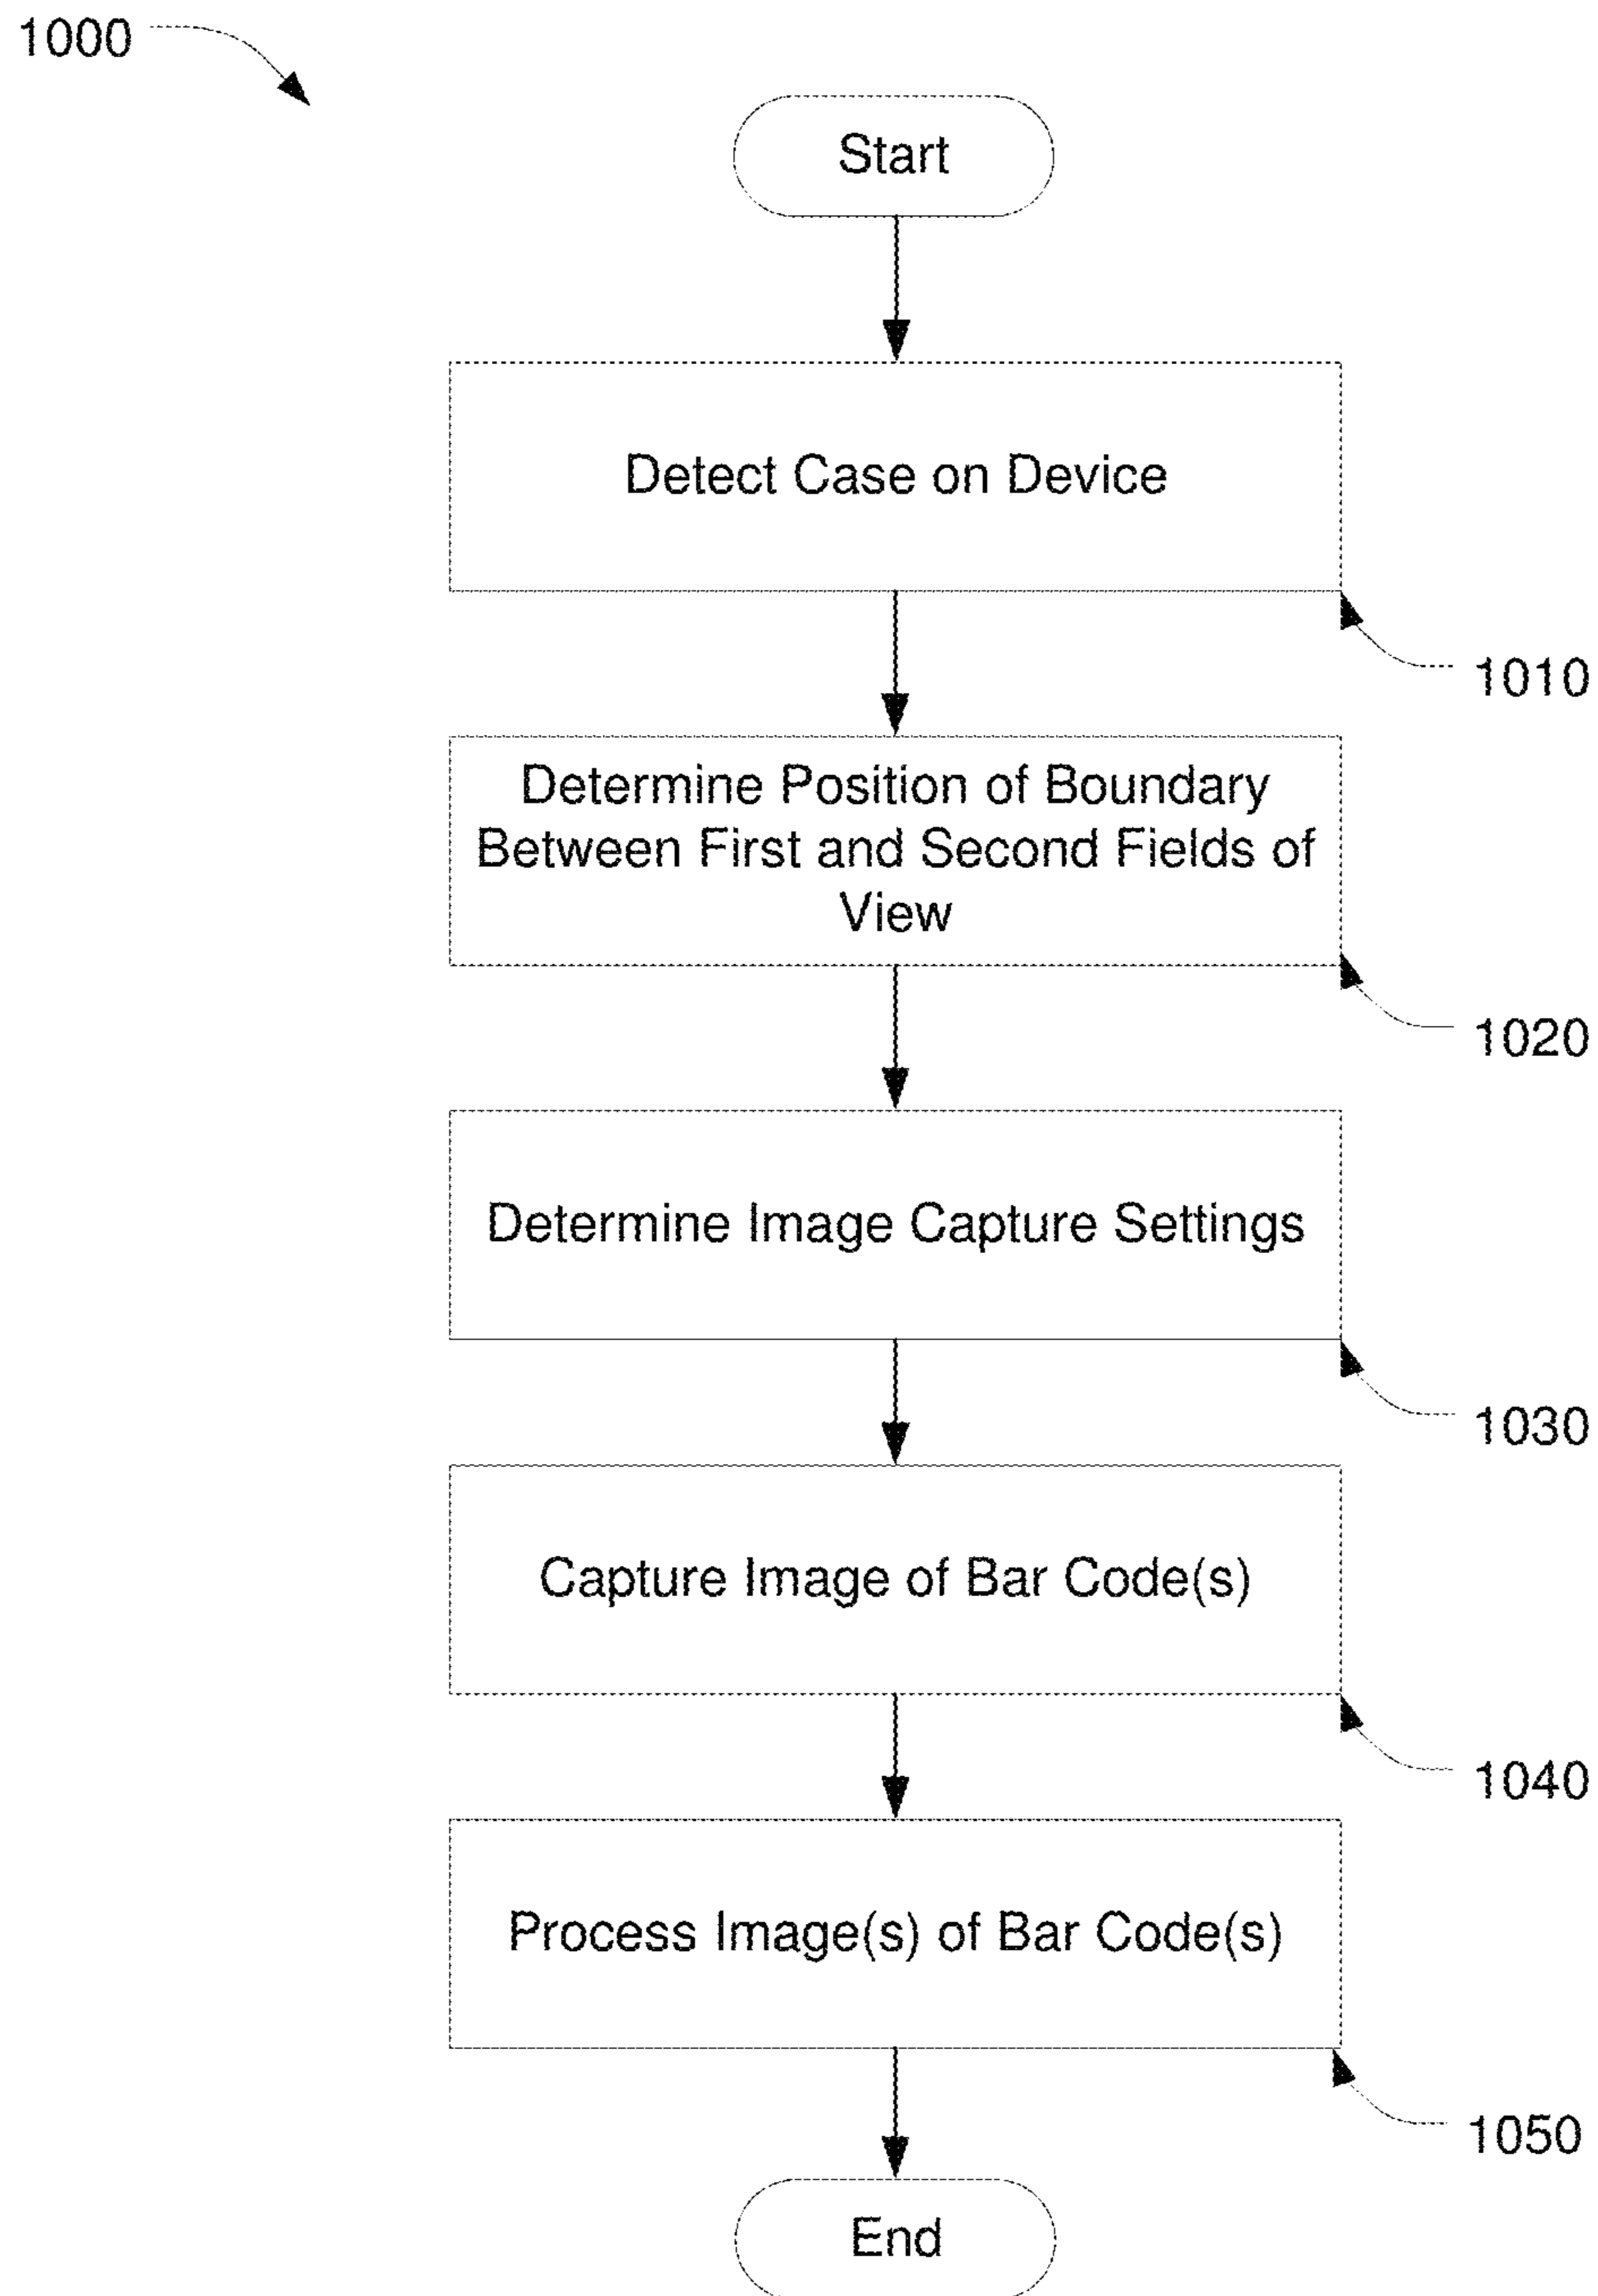 1000
Start
Detect Case on Device
1010
Determine Position of Boundary
Between First and Second Fields of
View
1020
Determine Image Capture Settings
1030
Capture Image of Bar Code(s)
1040
Process Image(s) of Bar Code(s)
1050
End